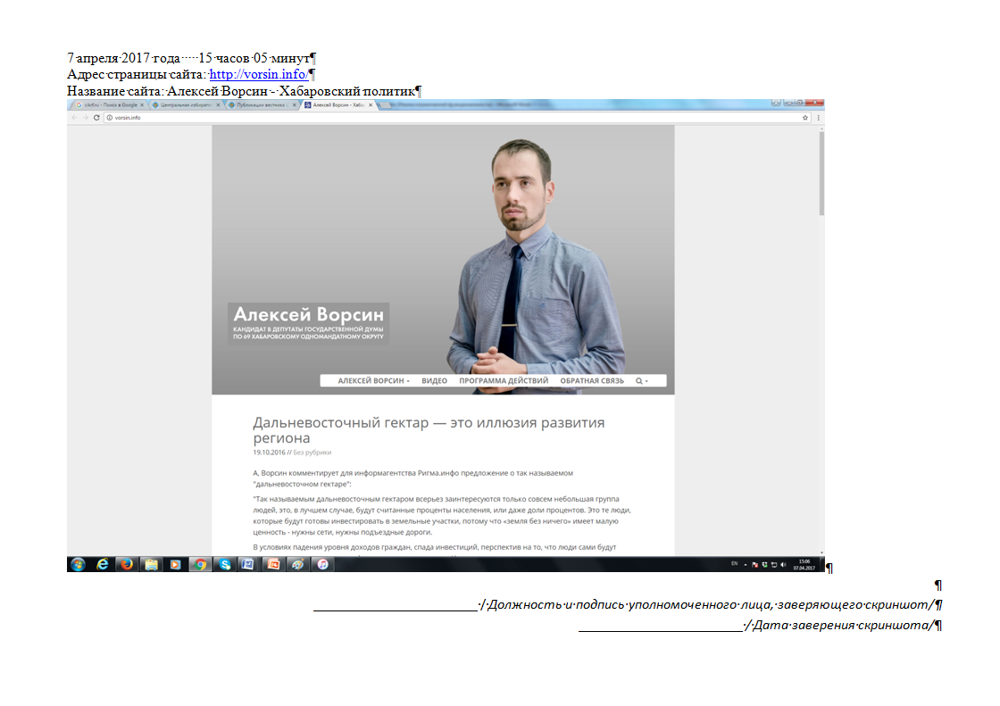 7 апреля 2017 года 15 часов 05 минут¶
Адрес страницы сайта: http://vorsin.info/¶
Название сайта: Алексей Ворсин - Хабаровский политик¶
cikrf.ru - Поиск в Google
Центральная избирате
Публикации вестника
Алексей Ворсин - Хаба
vorsin.info
Алексей Ворсин
КАНДИДАТ В ДЕПУТАТЫ ГОСУДАРСТВЕННОЙ ДУМЫ
ПО 69 ХАБАРОВСКОМУ ОДНОМАНДАТНОМУ ОКРУГУ
АЛЕКСЕЙ ВОРСИН ВИДЕО ПРОГРАММА ДЕЙСТВИЙ ОБРАТНАЯ СВЯЗЬ
Дальневосточный гектар — это иллюзия развития
региона
19.10.2016 // Без рубрики
А, Ворсин комментирует для информагентства Ригма.инфо предложение о так называемом
"дальневосточном гектаре":
"Так называемым дальневосточным гектаром всерьез заинтересуются только совсем небольшая группа
людей, это, в лучшем случае, будут считанные проценты населения, или даже доли процентов. Это те люди,
которые будут готовы инвестировать в земельные участки, потому что «земля без ничего» имеет малую
ценность - нужны сети, нужны подъездные дороги.
В условиях падения уровня доходов граждан, спада инвестиций, перспектив на то, что люди сами будут
EN
15:06
07.04.2017
¶
¶
/ Должность и подпись уполномоченного лица, заверяющего скриншот/¶
/ Дата заверения скриншота/¶